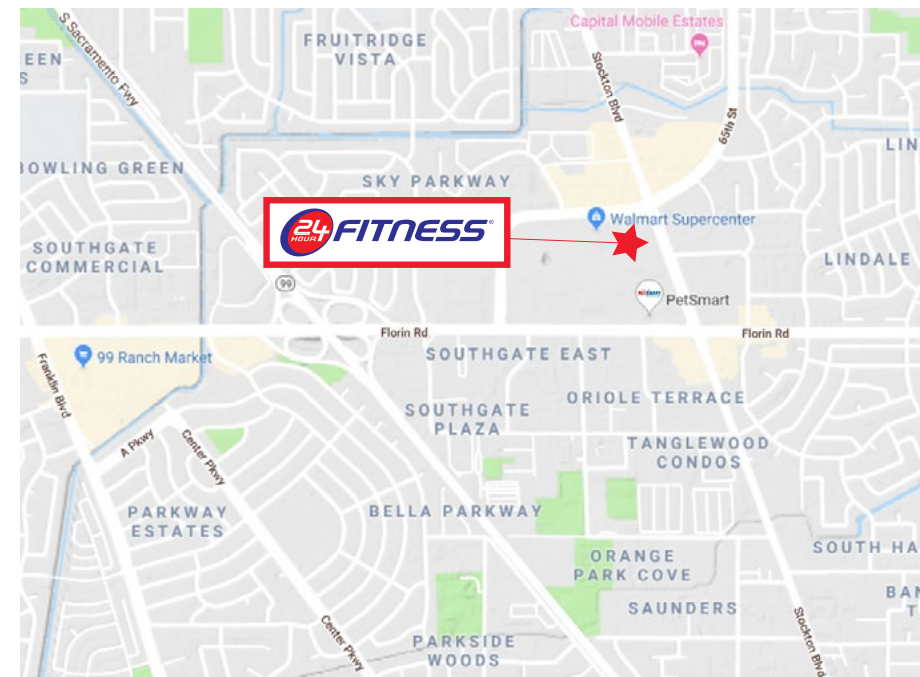 Capital Mobile Estates
S Sacramento Fwy
FRUITRIDGE
VISTA
EEN
S
Stockton Blvd
65th St
LIN
BOWLING GREEN
SKY PARKWAY
24
HOUR
FITNESS®
Walmart Supercenter
SOUTHGATE
COMMERCIAL
LINDALE
99
PetSmart
PetSmart
Florin Rd
Florin Rd
99 Ranch Market
SOUTHGATE EAST
Franklin Blvd
ORIOLE TERRACE
SOUTHGATE
PLAZA
A Pkwy
Center Pkwy
TANGLEWOOD
CONDOS
PARKWAY
ESTATES
BELLA PARKWAY
SOUTH HA
ORANGE
PARK COVE
BAN
T
SAUNDERS
Stockton Blvd
Center Pkwy
PARKSIDE
WOODS